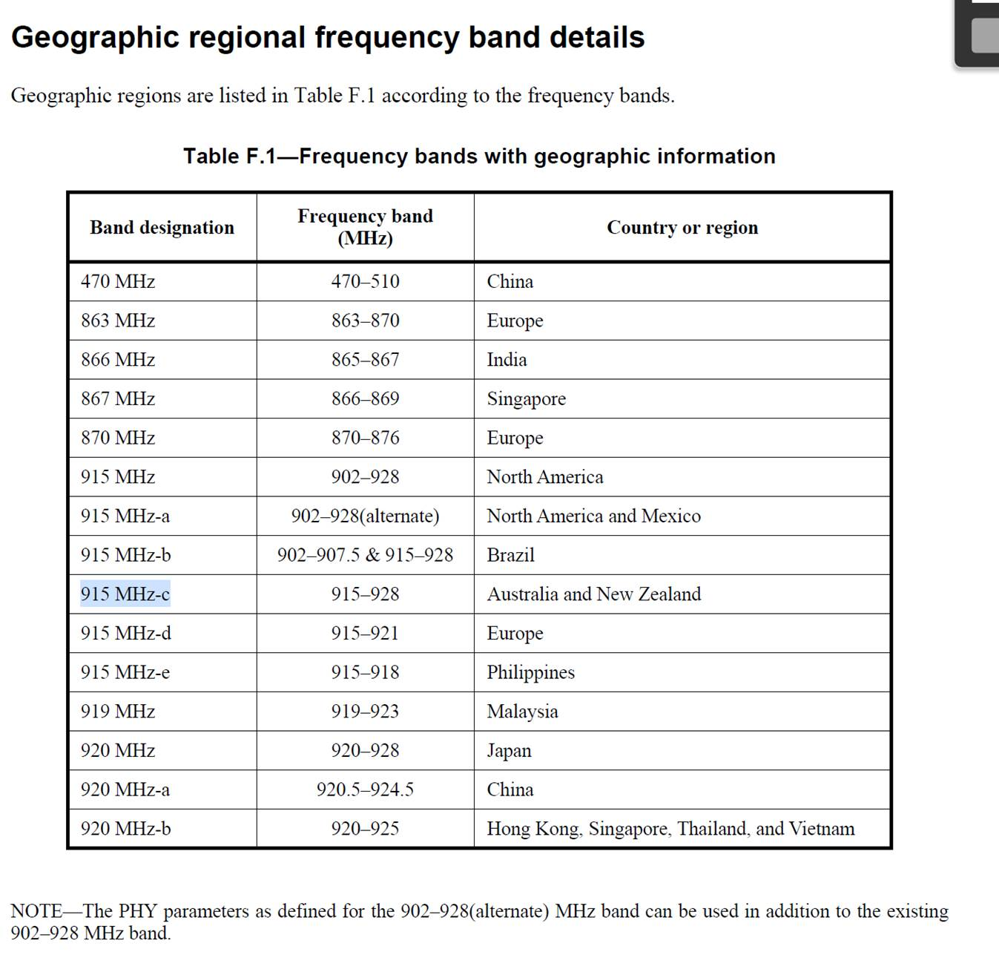 Geographic regional frequency band details
Geographic regions are listed in Table F.1 according to the frequency bands.
Table F.1—Frequency bands with geographic information
Band designation Frequency band (MHz) Country or region
470 MHz 470–510 China
863 MHz 863–870 Europe
866 MHz 865–867 India
867 MHz 866–869 Singapore
870 MHz 870–876 Europe
915 MHz 902–928 North America
915 MHz-a 902–928(alternate) North America and Mexico
915 MHz-b 902–907.5 & 915–928 Brazil
915 MHz-c 915–928 Australia and New Zealand
915 MHz-d 915–921 Europe
915 MHz-e 915–918 Philippines
919 MHz 919–923 Malaysia
920 MHz 920–928 Japan
920 MHz-a 920.5–924.5 China
920 MHz-b 920–925 Hong Kong, Singapore, Thailand, and Vietnam
NOTE—The PHY parameters as defined for the 902–928(alternate) MHz band can be used in addition to the existing
902–928 MHz band.